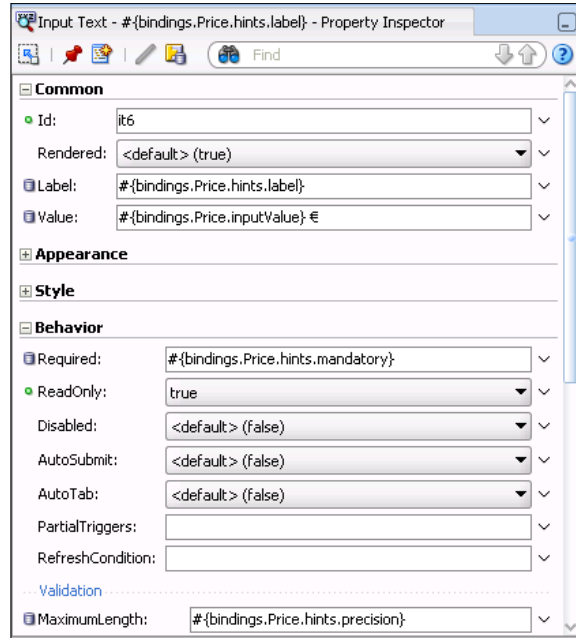 Input Text - #{bindings.Price.hints.label} - Property Inspector
Find
Common
Id: it6
Rendered: <default> (true)
Label: #{bindings.Price.hints.label}
Value: #{bindings.Price.inputValue} €
Appearance
Style
Behavior
Required: #{bindings.Price.hints.mandatory}
ReadOnly: true
Disabled: <default> (false)
AutoSubmit: <default> (false)
AutoTab: <default> (false)
PartialTriggers:
RefreshCondition:
Validation
MaximumLength: #{bindings.Price.hints.precision}